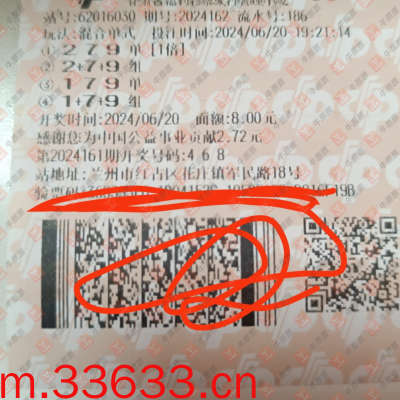 站号:62016030 期号:2024162 流水号:186
玩法:混合单式 投注时间:2024/06/20 19:21:14
① 2 7 9 单 [1倍]
② 2+7+9 组
③ 1 7 9 单
④ 1+7+9 组
开奖时间:2024/06/20 面额:8.00元
感谢您为中国公益事业贡献2.72元
第2024161期开奖号码:4 6 8
站地址:兰州市红古区花庄镇军民路18号
m.33633.cn